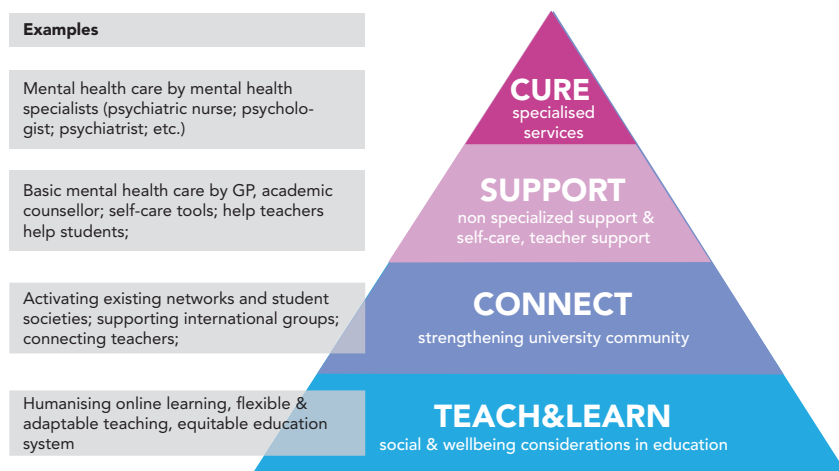 Examples
Mental health care by mental health
specialists (psychiatric nurse; psycholo-
gist; psychiatrist; etc.)
CURE
specialised
services
Basic mental health care by GP, academic
counsellor; self-care tools; help teachers
help students;
SUPPORT
non specialized support &
self-care, teacher support
Activating existing networks and student
societies; supporting international groups;
connecting teachers;
CONNECT
strengthening university community
Humanising online learning, flexible &
adaptable teaching, equitable education
system
TEACH&LEARN
social & wellbeing considerations in education